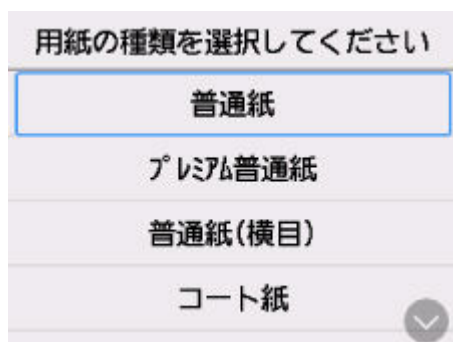 用紙の種類を選択してください
普通紙
プレミアム普通紙
普通紙(横目)
コート紙